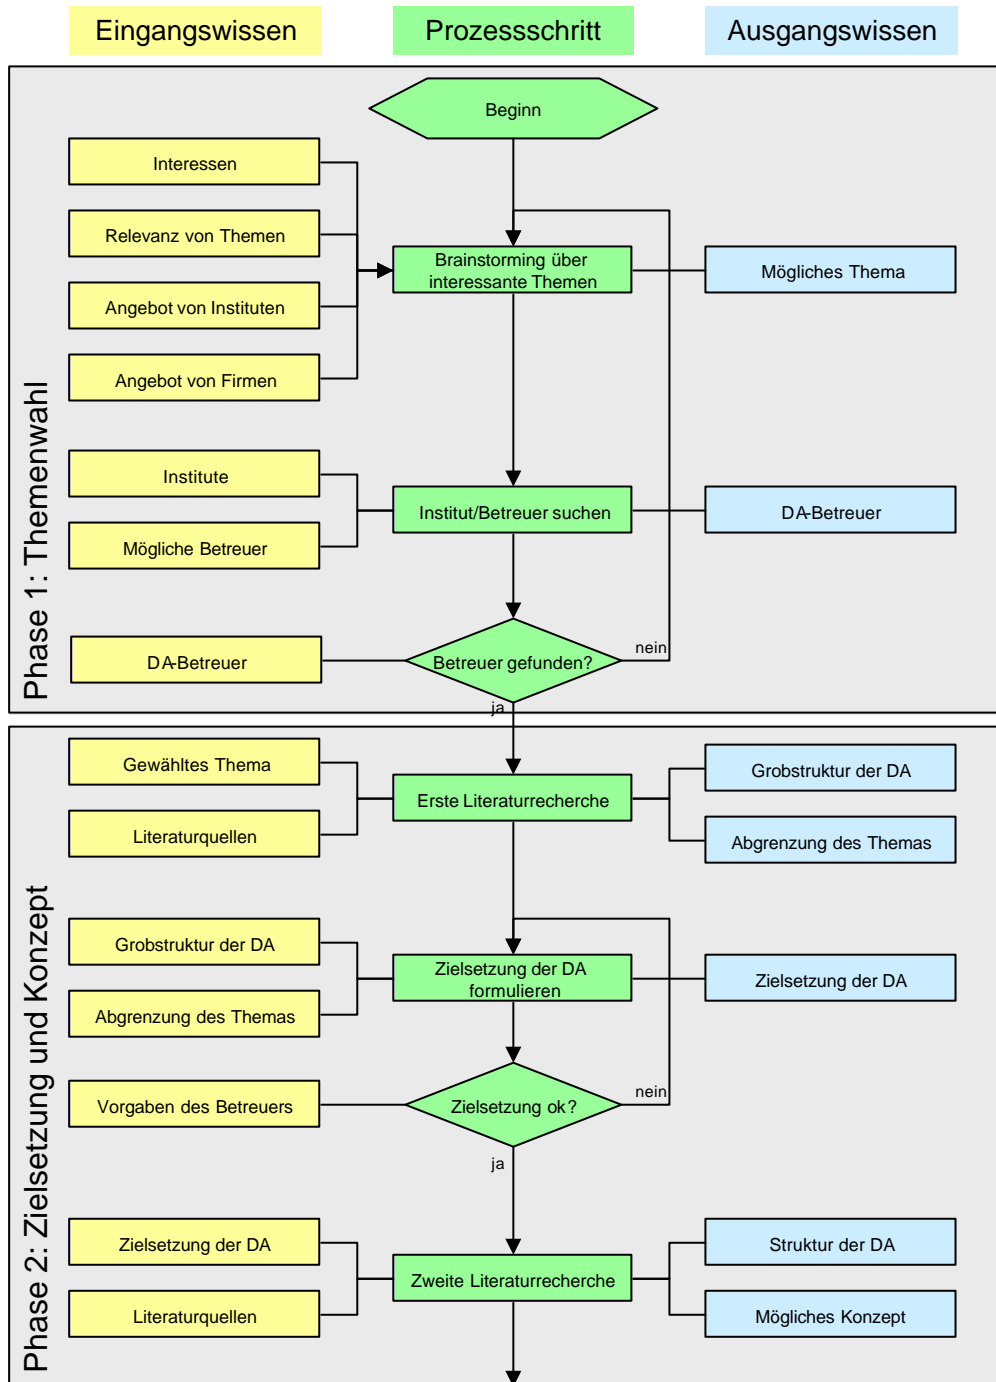 Eingangswissen
Prozessschritt
Ausgangswissen
Phase 1: Themenwahl
Beginn
Interessen
Relevanz von Themen
Angebot von Instituten
Angebot von Firmen
Brainstorming über
interessante Themen
Mögliches Thema
Institute
Mögliche Betreuer
Institut/Betreuer suchen
DA-Betreuer
DA-Betreuer
Betreuer gefunden?
nein
ja
Phase 2: Zielsetzung und Konzept
Gewähltes Thema
Literaturquellen
Erste Literaturrecherche
Grobstruktur der DA
Abgrenzung des Themas
Grobstruktur der DA
Abgrenzung des Themas
Zielsetzung der DA
formulieren
Zielsetzung der DA
Vorgaben des Betreuers
Zielsetzung ok?
nein
ja
Zielsetzung der DA
Literaturquellen
Zweite Literaturrecherche
Struktur der DA
Mögliches Konzept